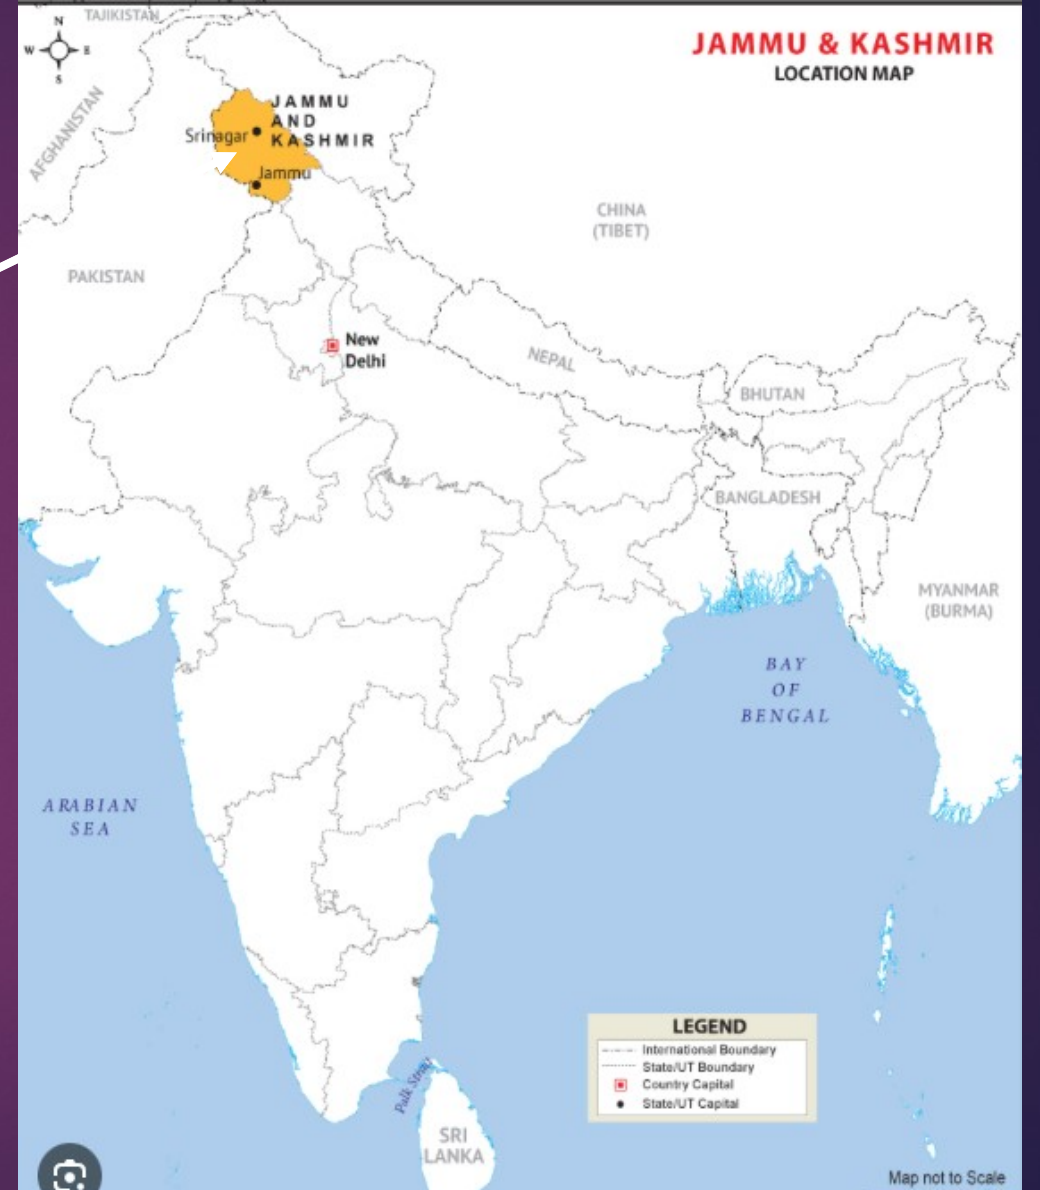 TAJIKISTAN
N
W E
S
JAMMU & KASHMIR
LOCATION MAP
AFGHANISTAN
JAMMU
AND
KASHMIR
Srinagar
Jammu
CHINA
(TIBET)
PAKISTAN
New
Delhi
NEPAL
BHUTAN
BANGLADESH
MYANMAR
(BURMA)
BAY
OF
BENGAL
ARABIAN
SEA
LEGEND
International Boundary
State/UT Boundary
Country Capital
State/UT Capital
Palk Strait
SRI
LANKA
Map not to Scale